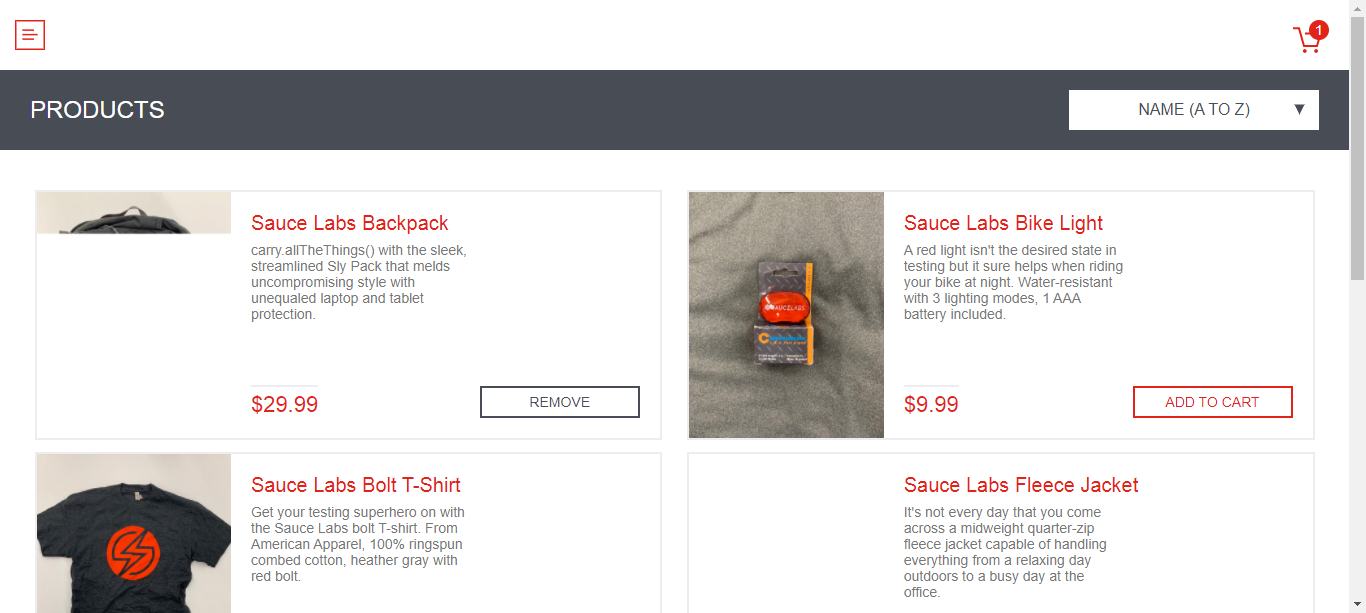 1
PRODUCTS
NAME (A TO Z)
Sauce Labs Backpack
carry.allTheThings() with the sleek,
streamlined Sly Pack that melds
uncompromising style with
unequaled laptop and tablet
protection.
$29.99
REMOVE
Sauce Labs Bike Light
A red light isn't the desired state in
testing but it sure helps when riding
your bike at night. Water-resistant
with 3 lighting modes, 1 AAA
battery included.
$9.99
ADD TO CART
Sauce Labs Bolt T-Shirt
Get your testing superhero on with
the Sauce Labs bolt T-shirt. From
American Apparel, 100% ringspun
combed cotton, heather gray with
red bolt.
Sauce Labs Fleece Jacket
It's not every day that you come
across a midweight quarter-zip
fleece jacket capable of handling
everything from a relaxing day
outdoors to a busy day at the
office.